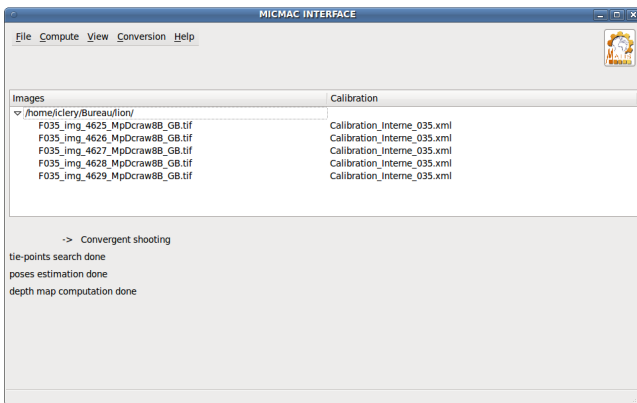 MICMAC INTERFACE
File Compute View Conversion Help
Images Calibration
/home/iclery/Bureau/lion/
F035_img_4625_MpDcraw8B_GB.tif Calibration_Interne_035.xml
F035_img_4626_MpDcraw8B_GB.tif Calibration_Interne_035.xml
F035_img_4627_MpDcraw8B_GB.tif Calibration_Interne_035.xml
F035_img_4628_MpDcraw8B_GB.tif Calibration_Interne_035.xml
F035_img_4629_MpDcraw8B_GB.tif Calibration_Interne_035.xml
-> Convergent shooting
tie-points search done
poses estimation done
depth map computation done